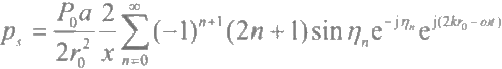 p_s = \frac{P_0 a}{2r_0^2} \frac{2}{x} \sum_{n=0}^{\infty} (-1)^{n+1} (2n+1) \sin \eta_n e^{-j\eta_n} e^{j(2kr_0 - \omega t)}